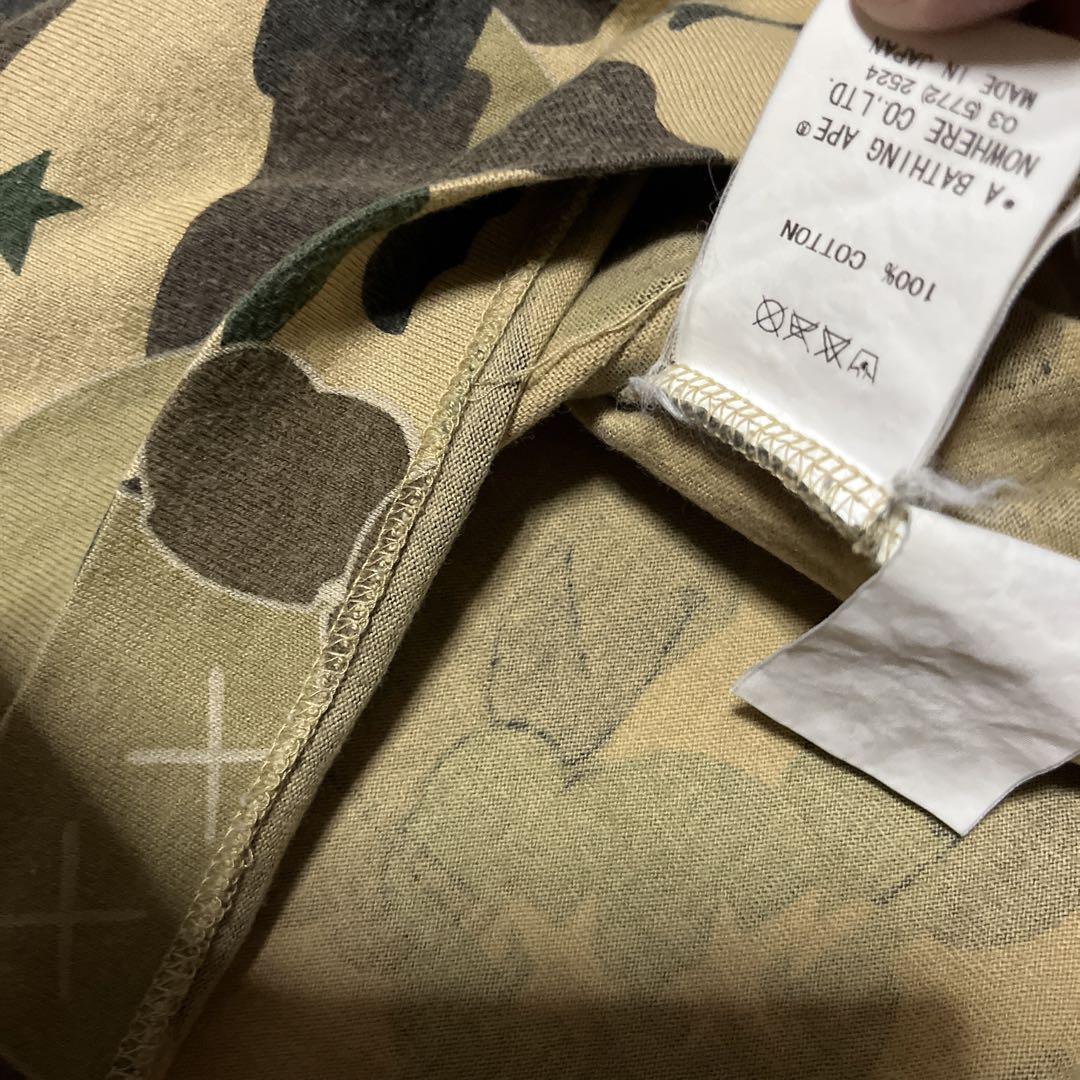 100% COTTON
• A BATHING APE®
NOWHERE CO.LTD.
03 (5772) 2524
MADE IN JAPAN